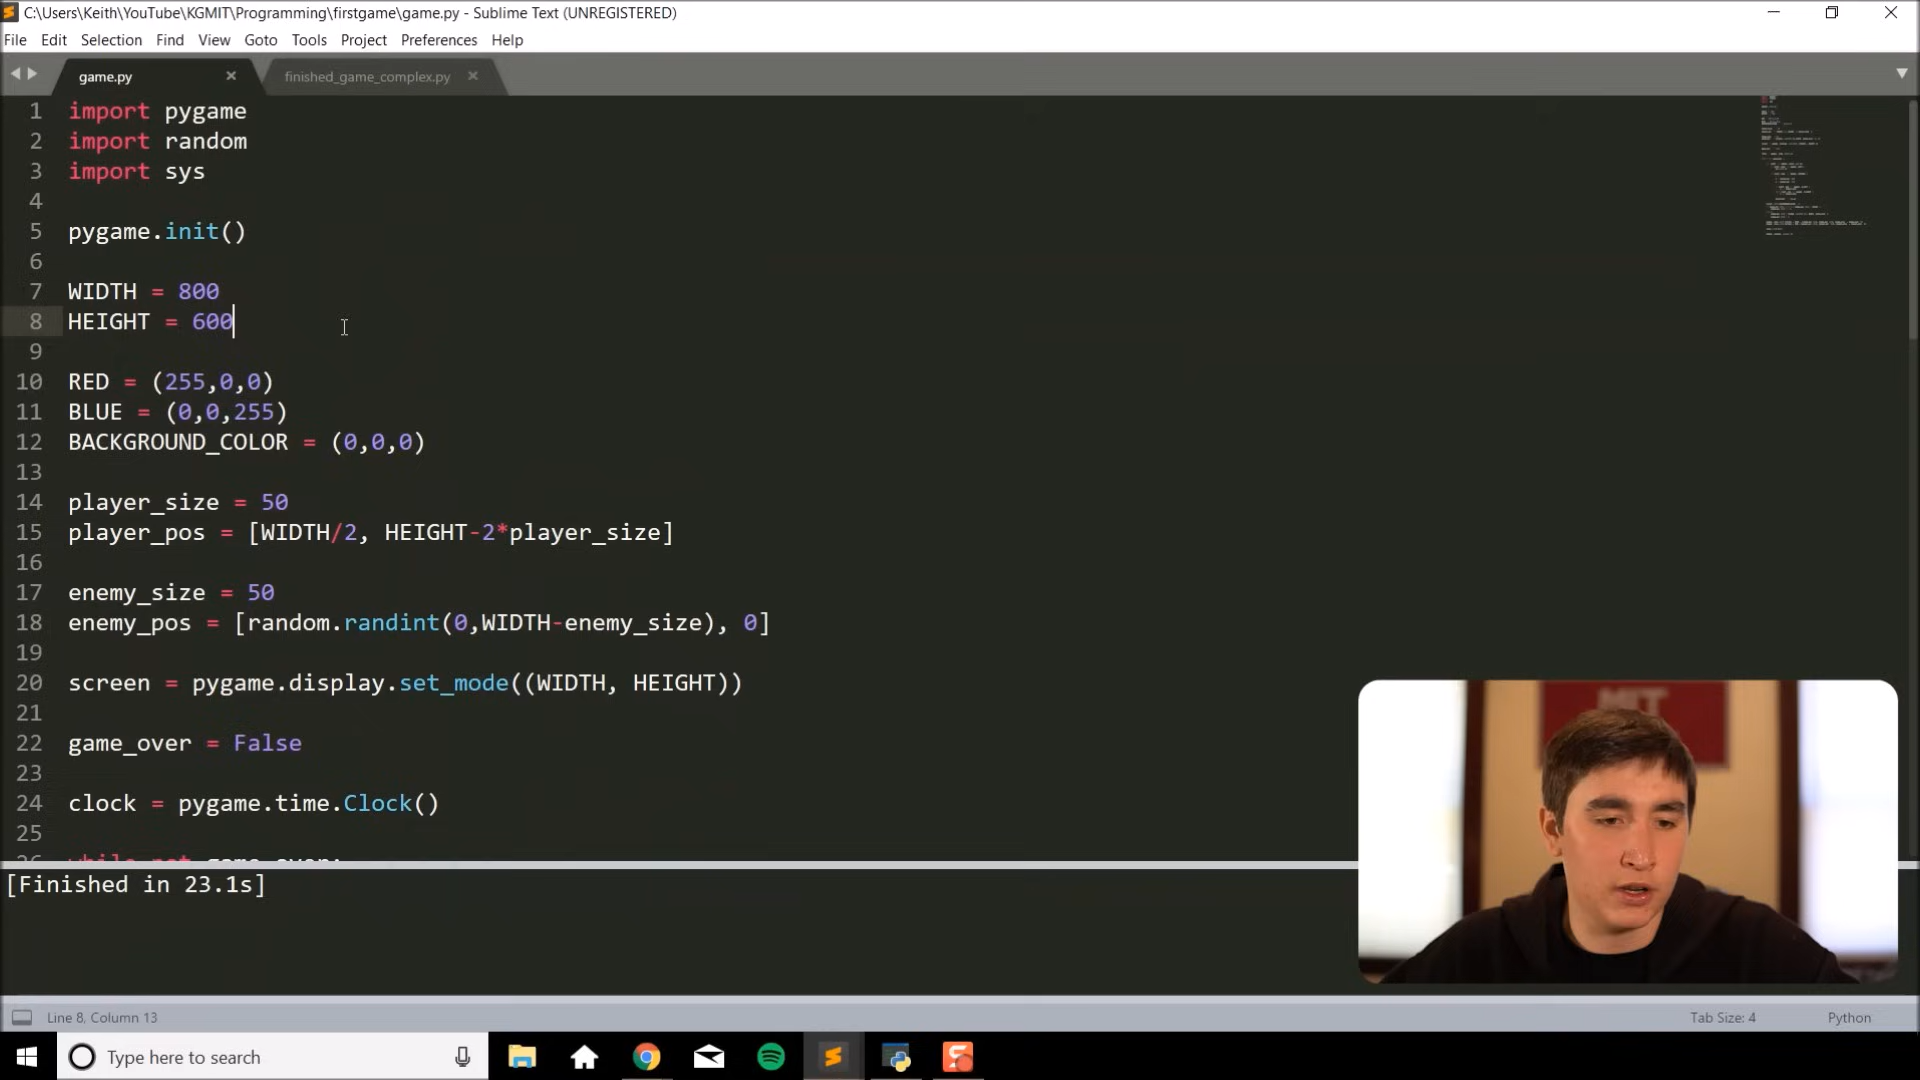 C:\Users\Keith\YouTube\KGMIT\Programming\firstgame\game.py - Sublime Text (UNREGISTERED)
File Edit Selection Find View Goto Tools Project Preferences Help
game.py finished_game_complex.py
1 import pygame
2 import random
3 import sys
4
5 pygame.init()
6
7 WIDTH = 800
8 HEIGHT = 600
9
10 RED = (255,0,0)
11 BLUE = (0,0,255)
12 BACKGROUND_COLOR = (0,0,0)
13
14 player_size = 50
15 player_pos = [WIDTH/2, HEIGHT-2*player_size]
16
17 enemy_size = 50
18 enemy_pos = [random.randint(0,WIDTH-enemy_size), 0]
19
20 screen = pygame.display.set_mode((WIDTH, HEIGHT))
21
22 game_over = False
23
24 clock = pygame.time.Clock()
25
26 while not game_over:
MIT
[Finished in 23.1s]
Line 8, Column 13 Tab Size: 4 Python
Type here to search